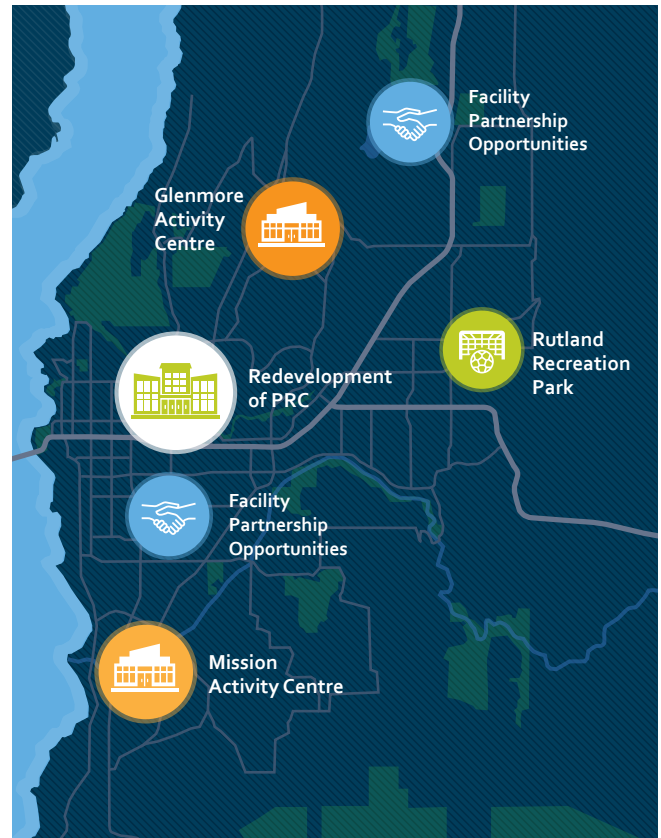 Facility
Partnership
Opportunities
Glenmore
Activity
Centre
Rutland
Recreation
Park
Redevelopment
of PRC
Facility
Partnership
Opportunities
Mission
Activity Centre